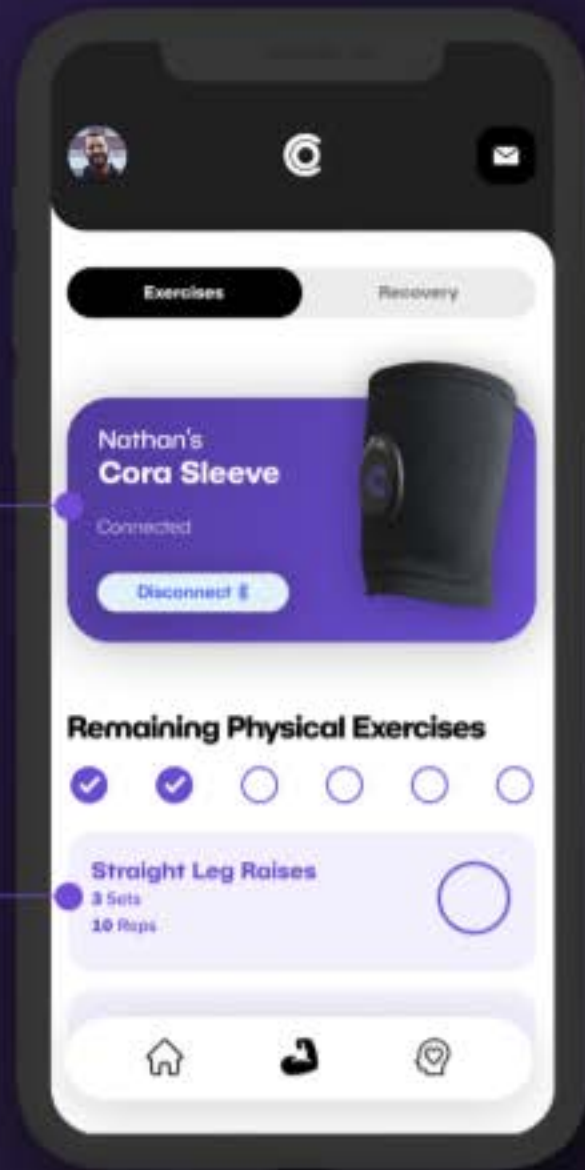 Exercises
Recovery
Nathan's
Cora Sleeve
Connected
Disconnect
Remaining Physical Exercises
Straight Leg Raises
3 Sets
10 Reps